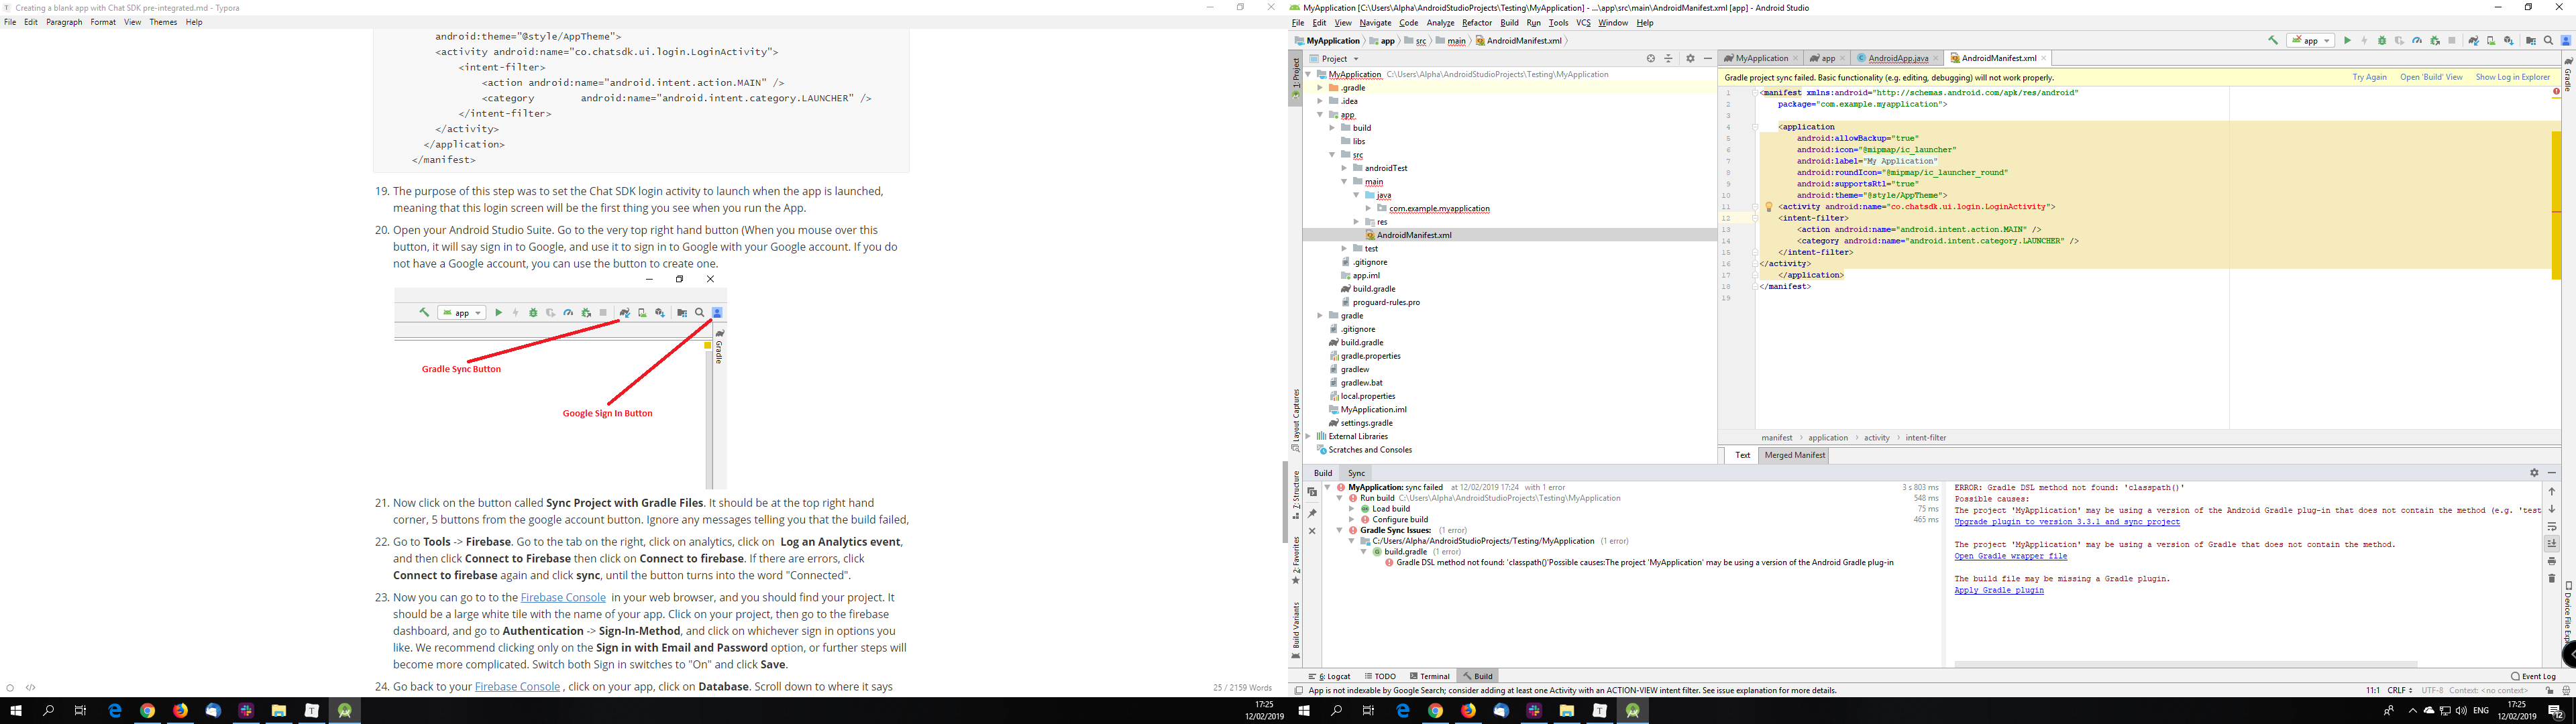 Creating a blank app with Chat SDK pre-integrated.md - Typora
File Edit Paragraph Format View Themes Help
android:theme="@style/AppTheme">
<activity android:name="co.chatsdk.ui.login.LoginActivity">
<intent-filter>
<action android:name="android.intent.action.MAIN" />
<category android:name="android.intent.category.LAUNCHER" />
</intent-filter>
</activity>
</application>
</manifest>
19. The purpose of this step was to set the Chat SDK login activity to launch when the app is launched,
meaning that this login screen will be the first thing you see when you run the App.
20. Open your Android Studio Suite. Go to the very top right hand button (When you mouse over this
button, it will say sign in to Google, and use it to sign in to Google with your Google account. If you do
not have a Google account, you can use the button to create one.
app
Gradle
Gradle Sync Button
Google Sign In Button
21. Now click on the button called Sync Project with Gradle Files. It should be at the top right hand
corner, 5 buttons from the google account button. Ignore any messages telling you that the build failed,
22. Go to Tools -> Firebase. Go to the tab on the right, click on analytics, click on Log an Analytics event,
and then click Connect to Firebase then click on Connect to firebase. If there are errors, click
Connect to firebase again and click sync, until the button turns into the word "Connected".
23. Now you can go to to the Firebase Console in your web browser, and you should find your project. It
should be a large white tile with the name of your app. Click on your project, then go to the firebase
dashboard, and go to Authentication -> Sign-In-Method, and click on whichever sign in options you
like. We recommend clicking only on the Sign in with Email and Password option, or further steps will
become more complicated. Switch both Sign in switches to "On" and click Save.
24. Go back to your Firebase Console , click on your app, click on Database. Scroll down to where it says
25 / 2159 Words
17:25
12/02/2019
MyApplication [C:\Users\Alpha\AndroidStudioProjects\Testing\MyApplication] - ...\app\src\main\AndroidManifest.xml [app] - Android Studio
File Edit View Navigate Code Analyze Refactor Build Run Tools VCS Window Help
MyApplication app src main AndroidManifest.xml
app
1: Project
Layout Captures
7: Structure
2: Favorites
Build Variants
Project
MyApplication C:\Users\Alpha\AndroidStudioProjects\Testing\MyApplication
.gradle
.idea
app
build
libs
src
androidTest
main
java
com.example.myapplication
res
AndroidManifest.xml
test
.gitignore
app.iml
build.gradle
proguard-rules.pro
gradle
.gitignore
build.gradle
gradle.properties
gradlew
gradlew.bat
local.properties
MyApplication.iml
settings.gradle
External Libraries
Scratches and Consoles
MyApplication app AndroidApp.java AndroidManifest.xml
Gradle project sync failed. Basic functionality (e.g. editing, debugging) will not work properly. Try Again Open 'Build' View Show Log in Explorer
1 <manifest xmlns:android="http://schemas.android.com/apk/res/android"
2 package="com.example.myapplication">
3
4 <application
5 android:allowBackup="true"
6 android:icon="@mipmap/ic_launcher"
7 android:label="My Application"
8 android:roundIcon="@mipmap/ic_launcher_round"
9 android:supportsRtl="true"
10 android:theme="@style/AppTheme">
11 <activity android:name="co.chatsdk.ui.login.LoginActivity">
12 <intent-filter>
13 <action android:name="android.intent.action.MAIN" />
14 <category android:name="android.intent.category.LAUNCHER" />
15 </intent-filter>
16 </activity>
17 </application>
18 </manifest>
19
manifest application activity intent-filter
Text Merged Manifest
Gradle
Device File Exp
Build Sync
MyApplication: sync failed at 12/02/2019 17:24 with 1 error 3 s 803 ms
Run build C:\Users\Alpha\AndroidStudioProjects\Testing\MyApplication 548 ms
Load build 75 ms
Configure build 465 ms
Gradle Sync Issues: (1 error)
C:/Users/Alpha/AndroidStudioProjects/Testing/MyApplication (1 error)
build.gradle (1 error)
Gradle DSL method not found: 'classpath()'Possible causes:The project 'MyApplication' may be using a version of the Android Gradle plug-in
ERROR: Gradle DSL method not found: 'classpath()'
Possible causes:
The project 'MyApplication' may be using a version of the Android Gradle plug-in that does not contain the method (e.g. 'test
Upgrade plugin to version 3.3.1 and sync project
The project 'MyApplication' may be using a version of Gradle that does not contain the method.
Open Gradle wrapper file
The build file may be missing a Gradle plugin.
Apply Gradle plugin
6: Logcat TODO Terminal Build Event Log
App is not indexable by Google Search; consider adding at least one Activity with an ACTION-VIEW intent filter. See issue explanation for more details. 11:1 CRLF UTF-8 Context: <no context>
ENG
17:25
12/02/2019